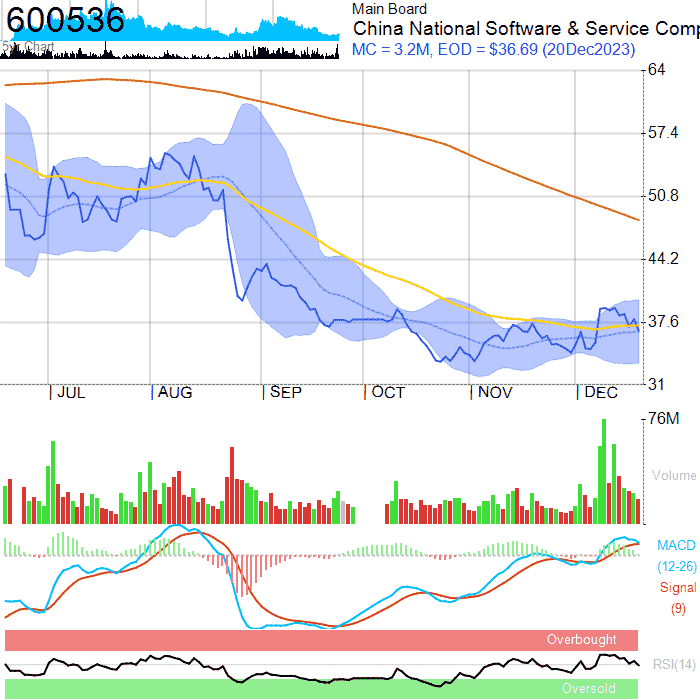 600536
5yr Chart
Main Board
China National Software & Service Comp
MC = 3.2M, EOD = $36.69 (20Dec2023)
64
57.4
50.8
44.2
37.6
31
| JUL | AUG | SEP | OCT | NOV | DEC
76M
Volume
MACD
(12-26)
Signal
(9)
Overbought
RSI(14)
Oversold